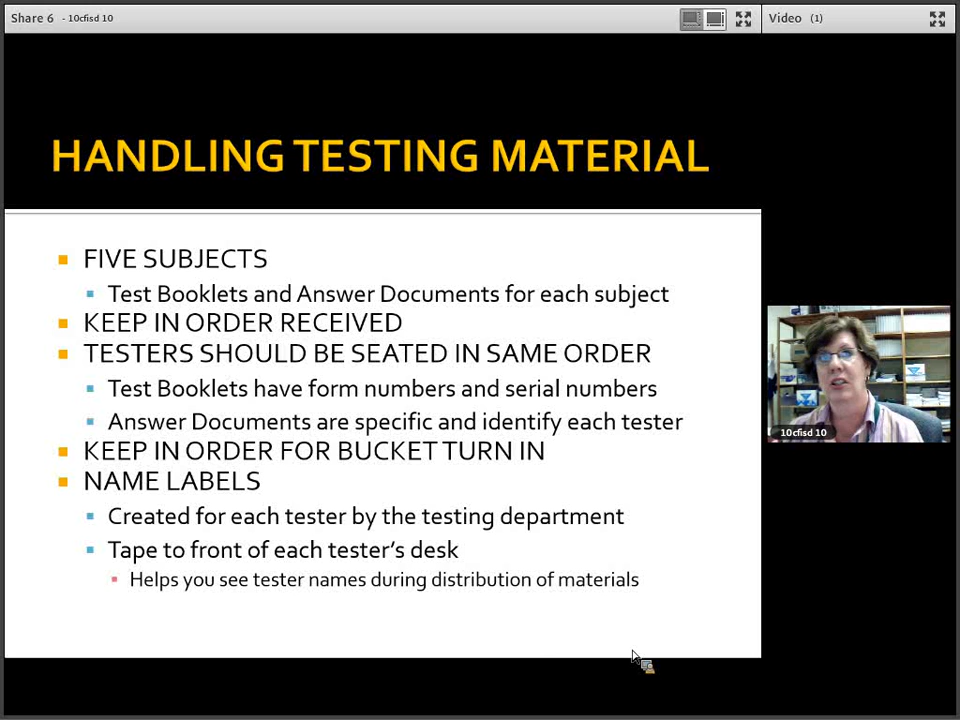 Share 6 - 10cfisd 10
Video (1)
HANDLING TESTING MATERIAL
FIVE SUBJECTS
Test Booklets and Answer Documents for each subject
KEEP IN ORDER RECEIVED
TESTERS SHOULD BE SEATED IN SAME ORDER
Test Booklets have form numbers and serial numbers
Answer Documents are specific and identify each tester
KEEP IN ORDER FOR BUCKET TURN IN
NAME LABELS
Created for each tester by the testing department
Tape to front of each tester's desk
Helps you see tester names during distribution of materials
10cfisd 10